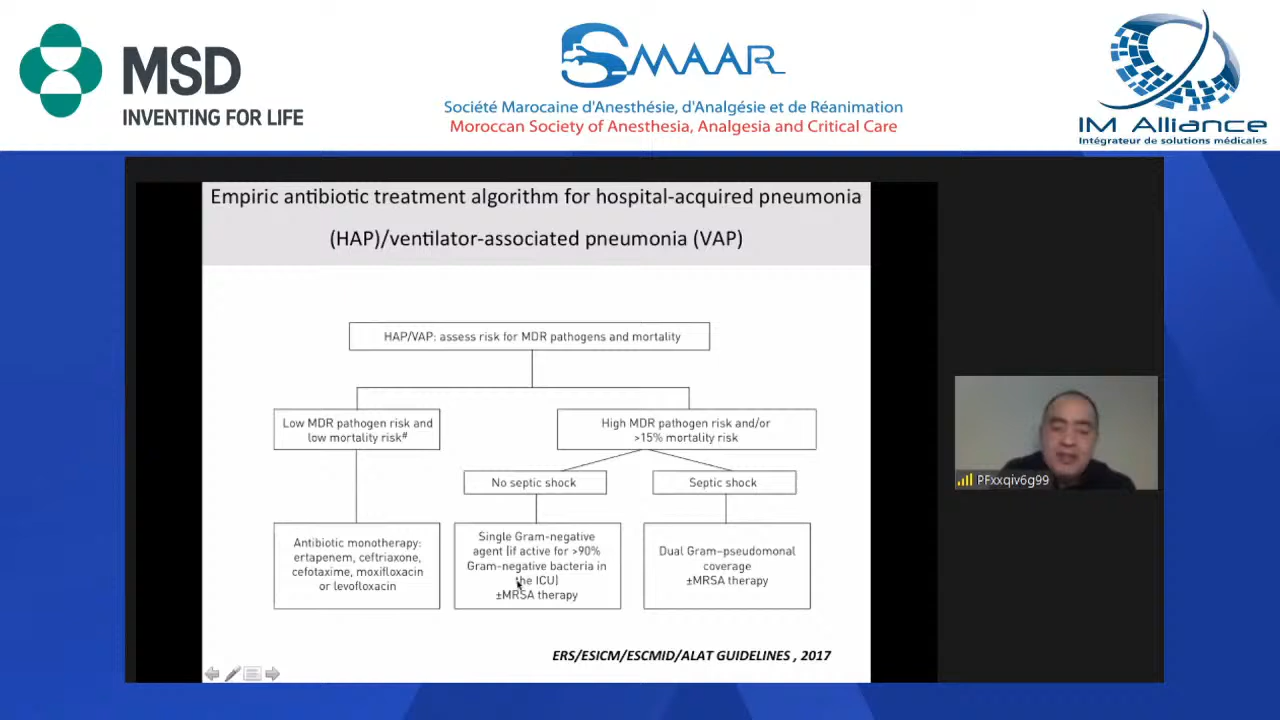 MSD
INVENTING FOR LIFE
SMAAR
Société Marocaine d'Anesthésie, d'Analgésie et de Réanimation
Moroccan Society of Anesthesia, Analgesia and Critical Care
IM Alliance
Intégrateur de solutions médicales
Empiric antibiotic treatment algorithm for hospital-acquired pneumonia
(HAP)/ventilator-associated pneumonia (VAP)
HAP/VAP: assess risk for MDR pathogens and mortality
Low MDR pathogen risk and
low mortality risk#
High MDR pathogen risk and/or
>15% mortality risk
No septic shock
Septic shock
Antibiotic monotherapy:
ertapenem, ceftriaxone,
cefotaxime, moxifloxacin
or levofloxacin
Single Gram-negative
agent (if active for >90%
Gram-negative bacteria in
the ICU)
±MRSA therapy
Dual Gram–pseudomonal
coverage
±MRSA therapy
ERS/ESICM/ESCMID/ALAT GUIDELINES , 2017
PFxxqiv6g99